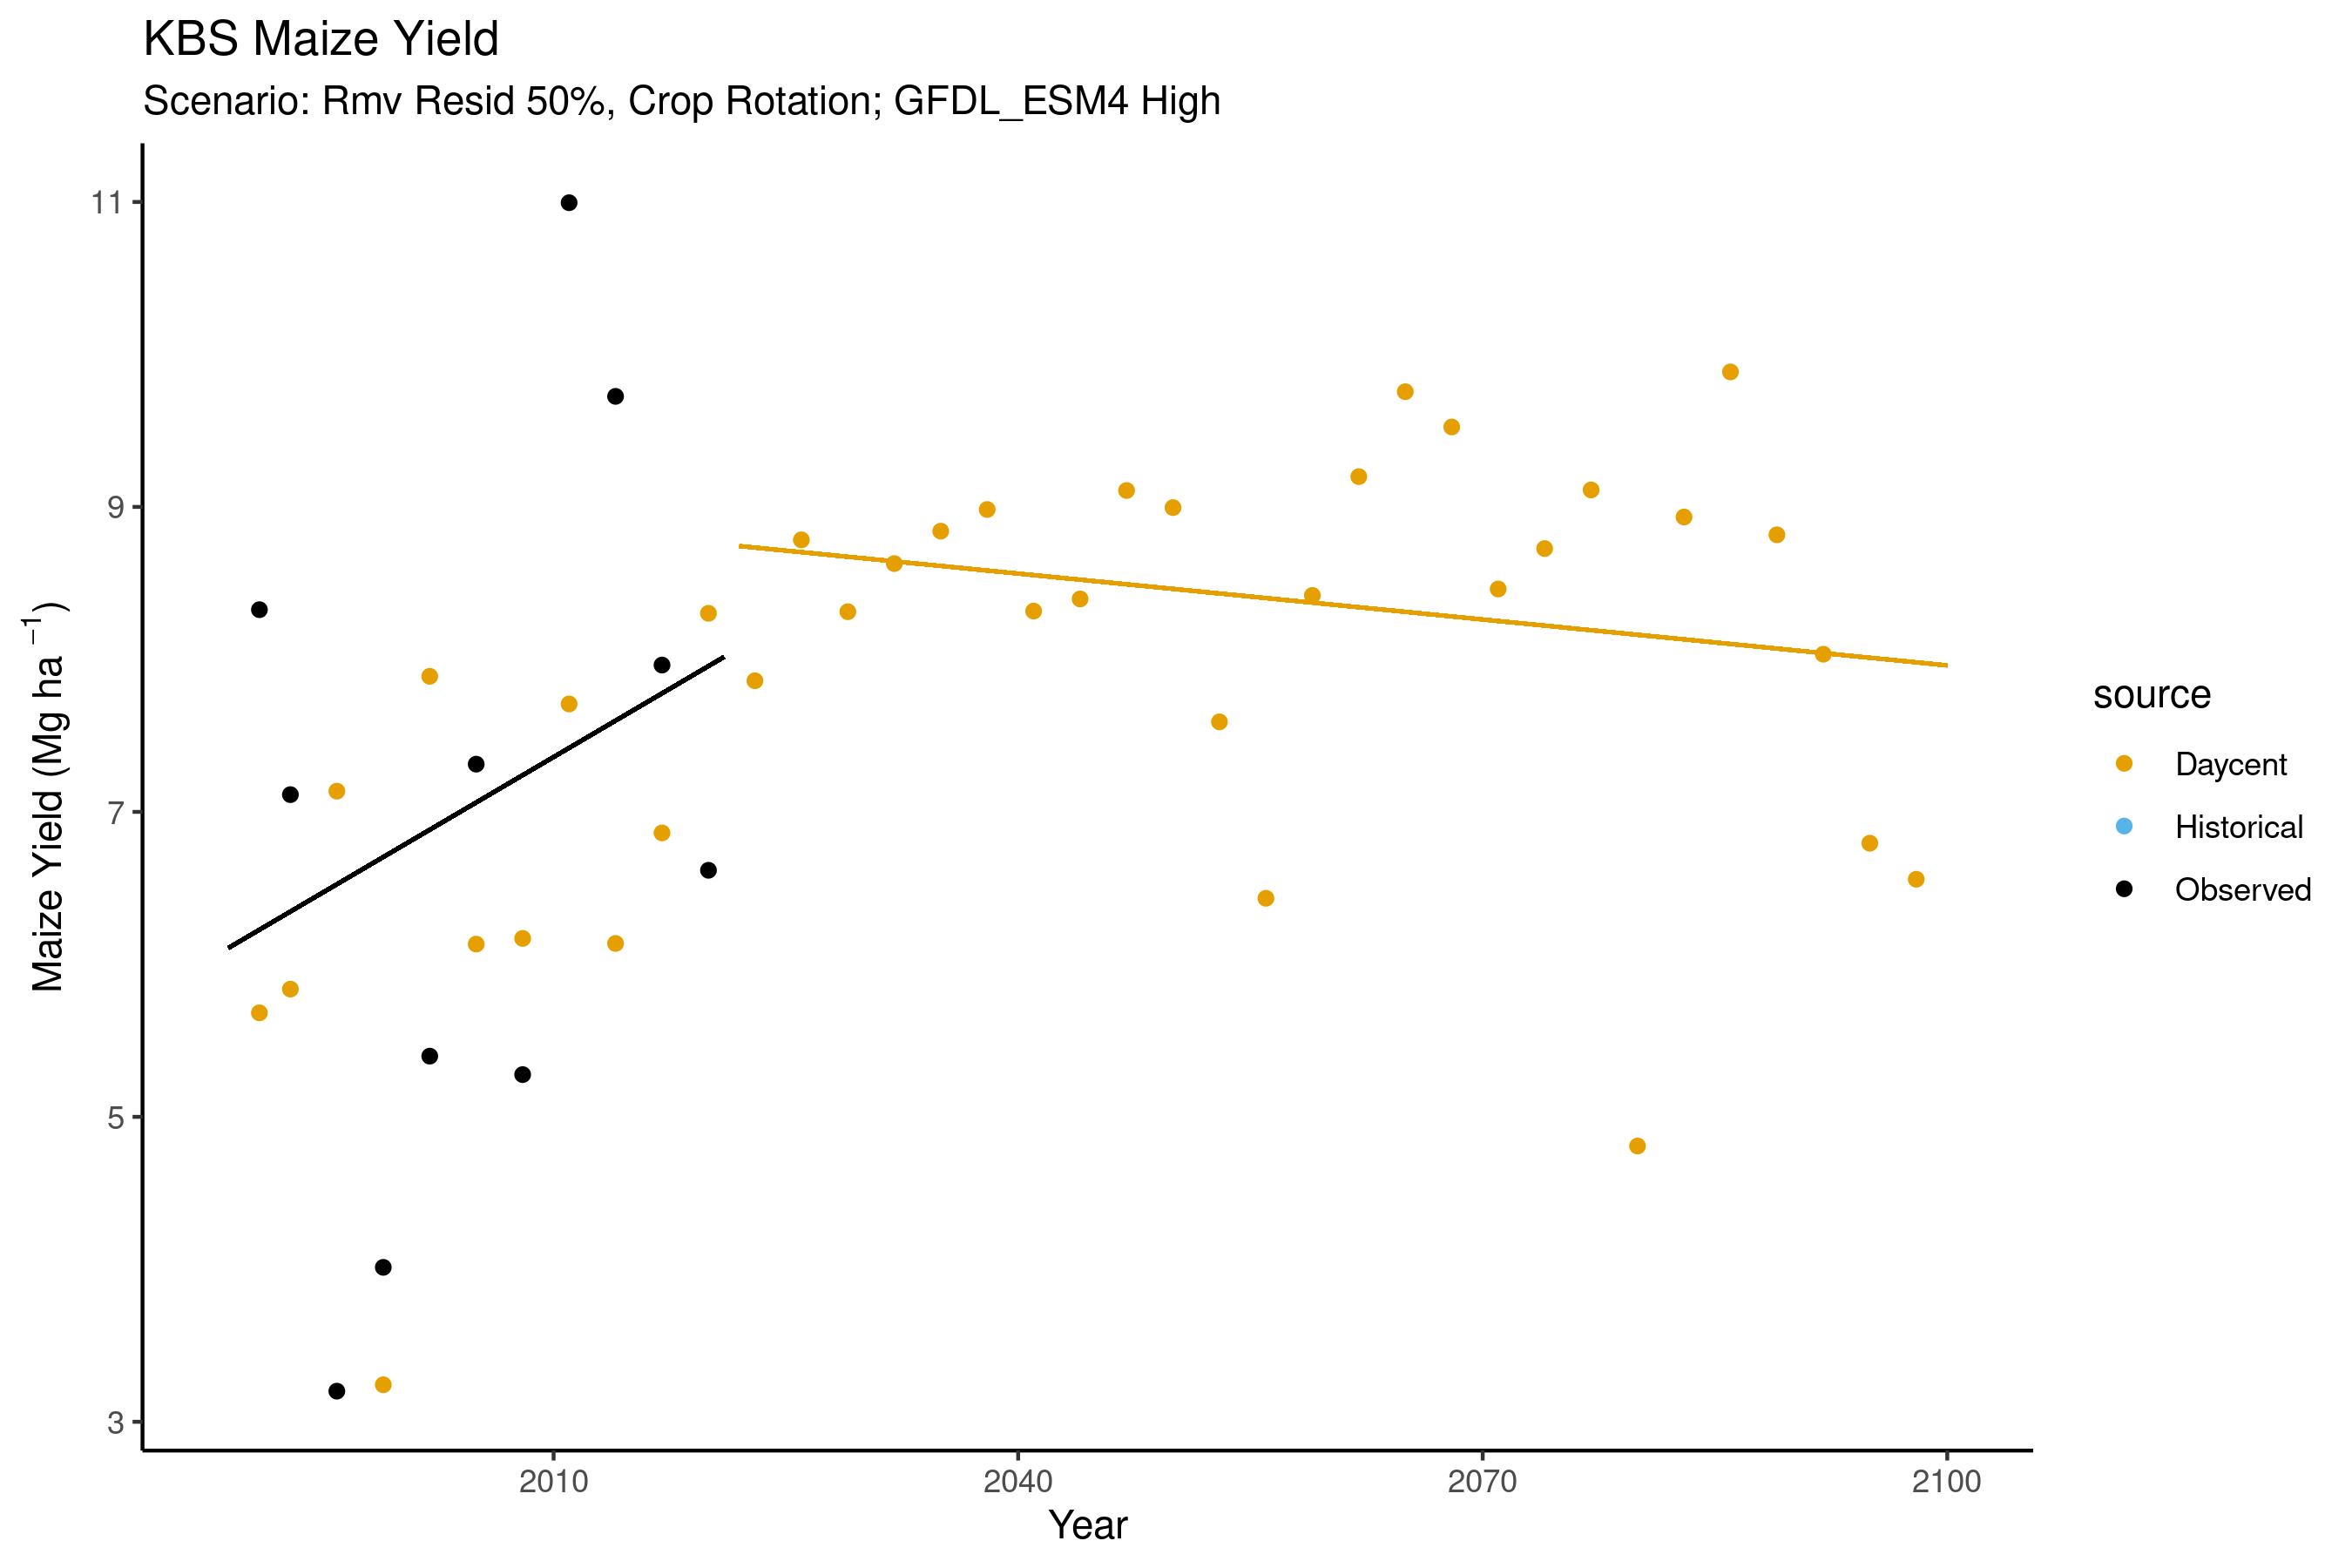 KBS Maize Yield
Scenario: Rmv Resid 50%, Crop Rotation; GFDL_ESM4 High
11
9
7
5
3
Maize Yield (Mg ha ⁻¹)
2010 2040 2070 2100
Year
source
Daycent
Historical
Observed